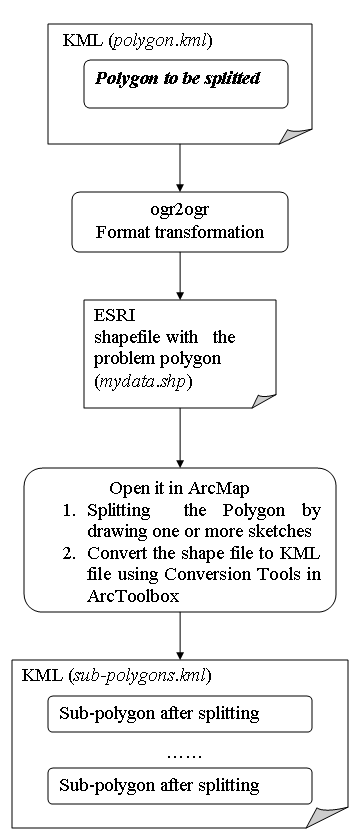 KML (polygon.kml)
Polygon to be splitted
ogr2ogr
Format transformation
ESRI
shapefile with the
problem polygon
(mydata.shp)
Open it in ArcMap
1. Splitting the Polygon by
drawing one or more sketches
2. Convert the shape file to KML
file using Conversion Tools in
ArcToolbox
KML (sub-polygons.kml)
Sub-polygon after splitting
……
Sub-polygon after splitting